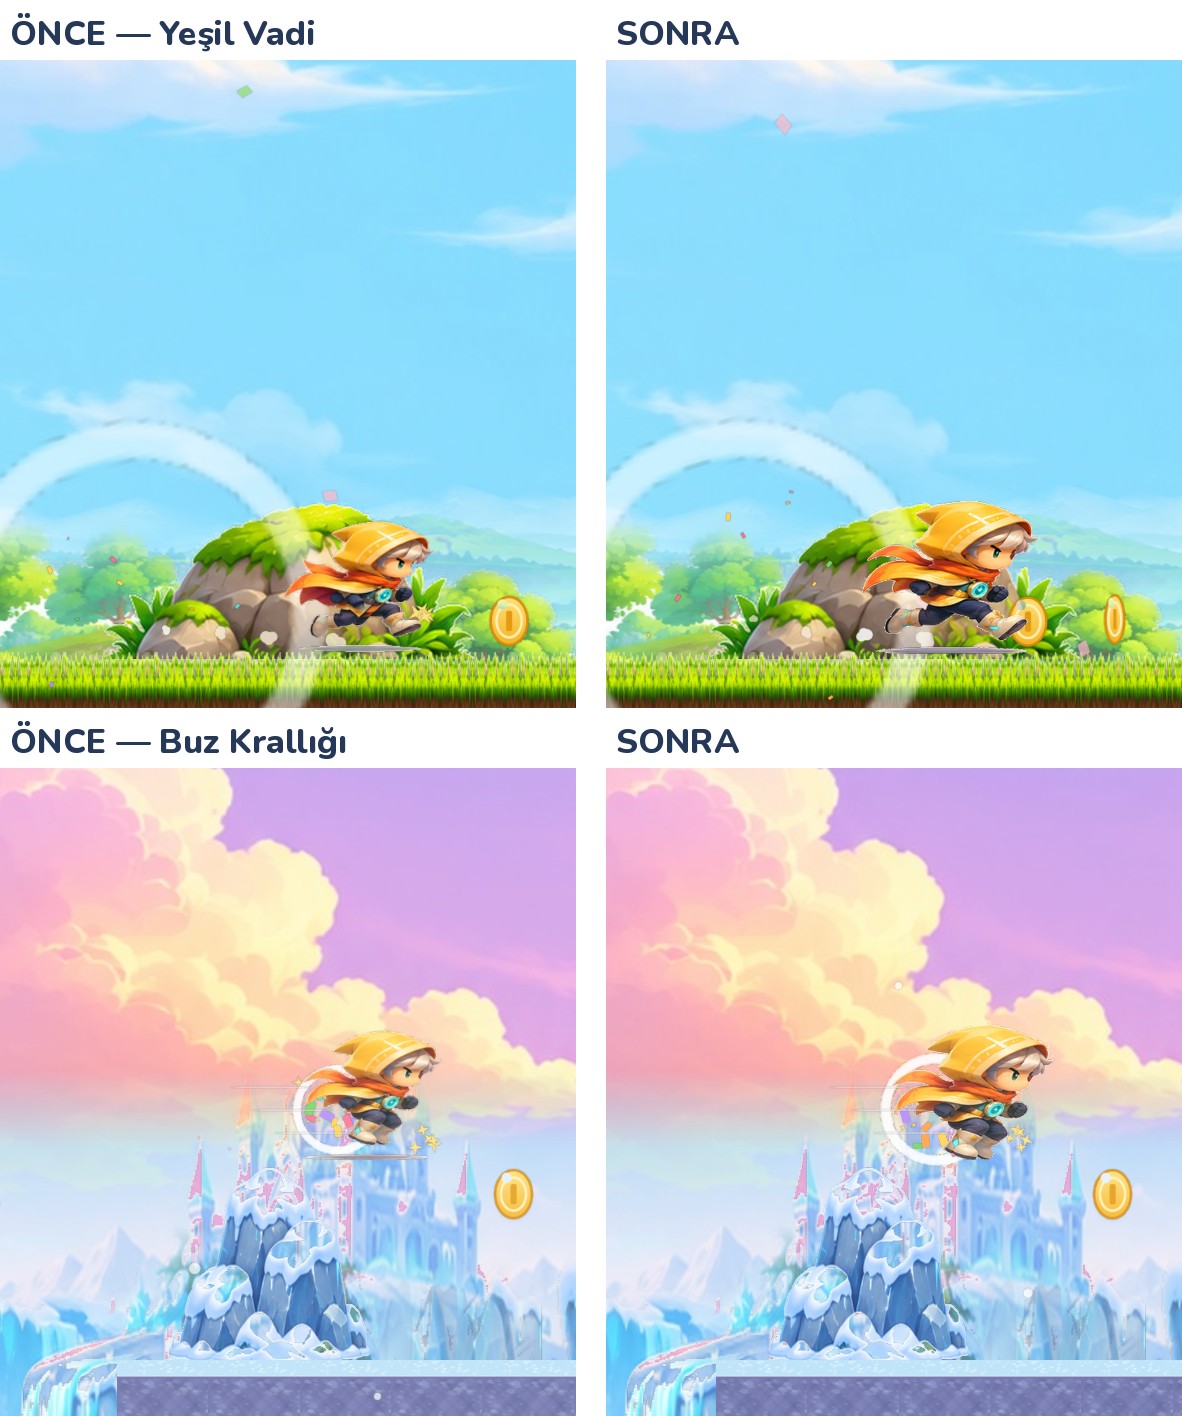 ÖNCE — Yeşil Vadi
SONRA
ÖNCE — Buz Krallığı
SONRA